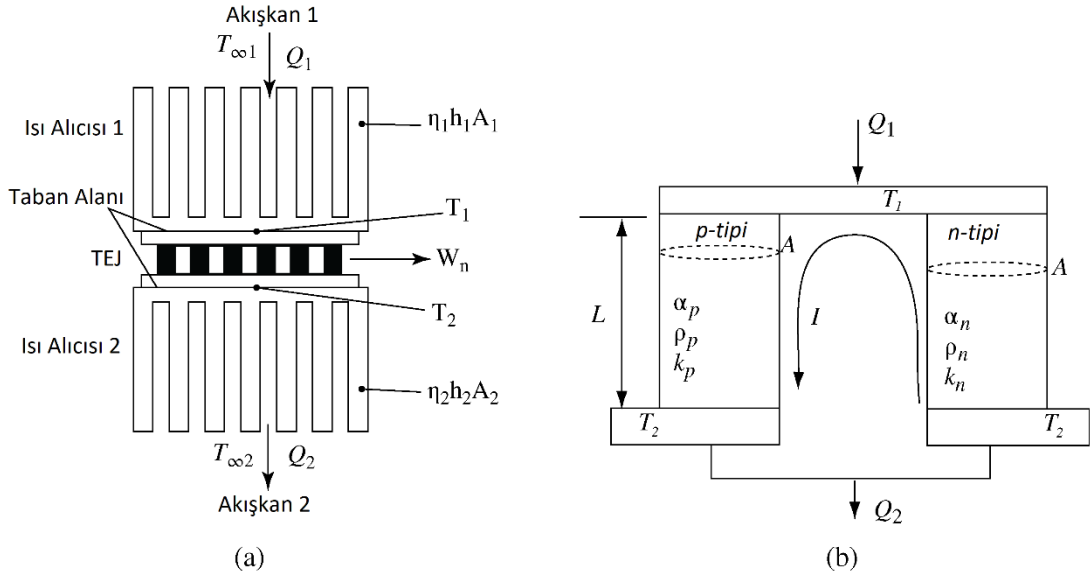 Akışkan 1
T∞1
Q1
Isı Alıcısı 1
η1h1A1
Taban Alanı
T1
TEJ
Wn
T2
Isı Alıcısı 2
η2h2A2
T∞2
Q2
Akışkan 2
(a)
Q1
T1
p-tipi
n-tipi
A
A
L
I
αp
ρp
kp
αn
ρn
kn
T2
T2
Q2
(b)